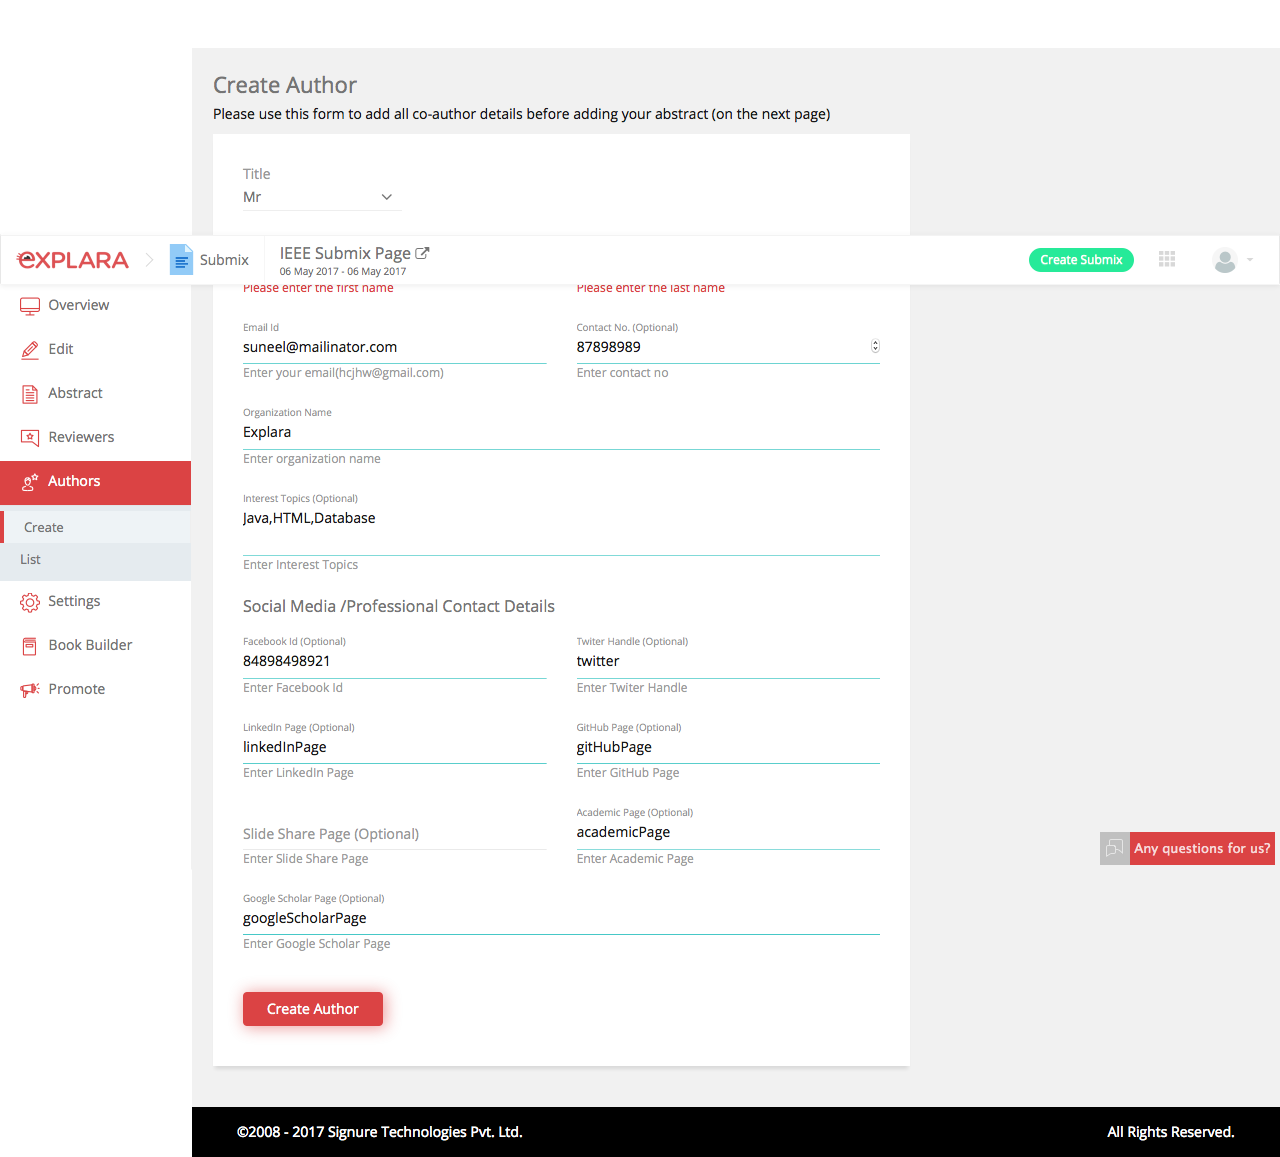 Create Author
Please use this form to add all co-author details before adding your abstract (on the next page)
Title
Mr
EXPLARA
Submix
IEEE Submix Page
06 May 2017 - 06 May 2017
Create Submix
Please enter the first name
Please enter the last name
Overview
Edit
Abstract
Reviewers
Authors
Create
List
Settings
Book Builder
Promote
Email Id
suneel@mailinator.com
Enter your email(hcjhw@gmail.com)
Contact No. (Optional)
87898989
Enter contact no
Organization Name
Explara
Enter organization name
Interest Topics (Optional)
Java,HTML,Database
Enter Interest Topics
Social Media /Professional Contact Details
Facebook Id (Optional)
84898498921
Enter Facebook Id
Twiter Handle (Optional)
twitter
Enter Twiter Handle
LinkedIn Page (Optional)
linkedInPage
Enter LinkedIn Page
GitHub Page (Optional)
gitHubPage
Enter GitHub Page
Slide Share Page (Optional)
Enter Slide Share Page
Academic Page (Optional)
academicPage
Enter Academic Page
Google Scholar Page (Optional)
googleScholarPage
Enter Google Scholar Page
Create Author
Any questions for us?
©2008 - 2017 Signure Technologies Pvt. Ltd.
All Rights Reserved.